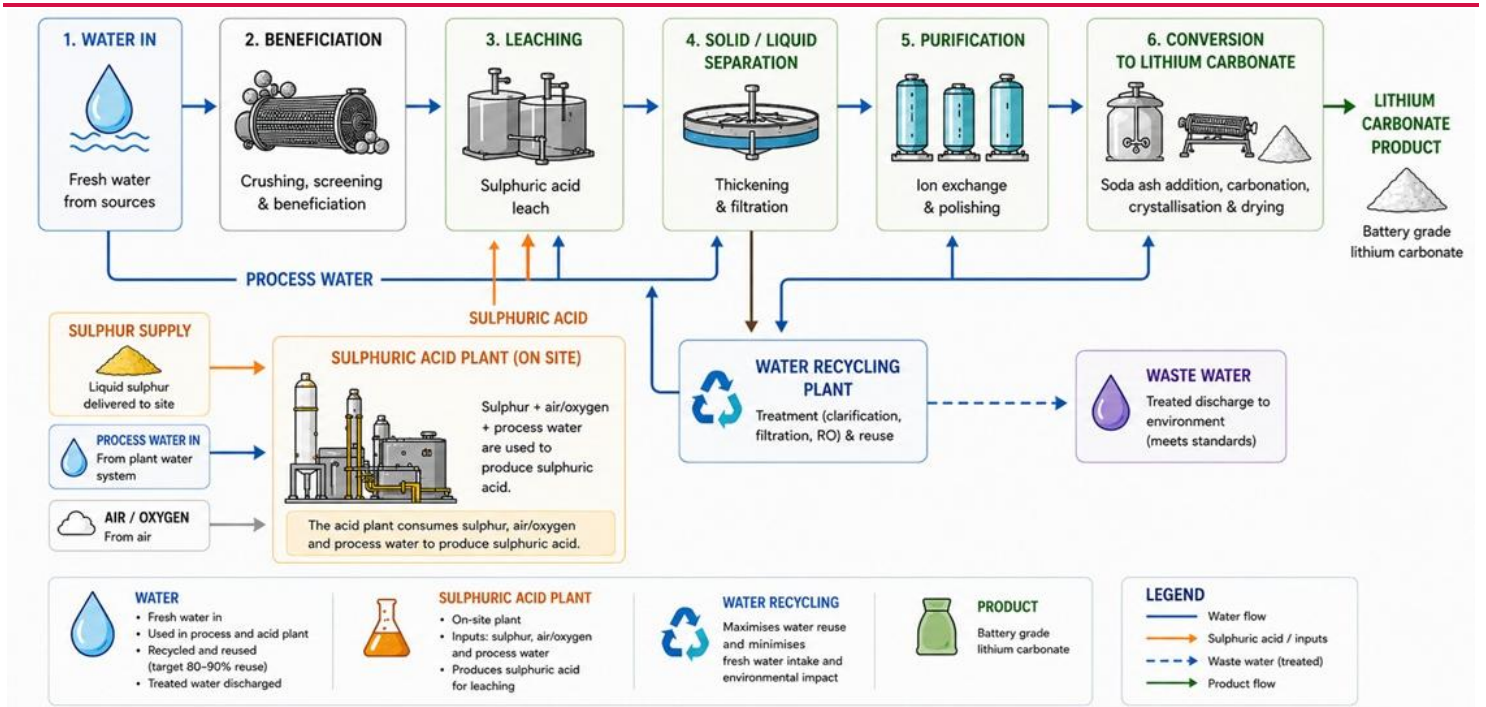 1. WATER IN
Fresh water
from sources
2. BENEFICIATION
Crushing, screening
& beneficiation
3. LEACHING
Sulphuric acid
leach
4. SOLID / LIQUID
SEPARATION
Thickening
& filtration
5. PURIFICATION
Ion exchange
& polishing
6. CONVERSION
TO LITHIUM CARBONATE
Soda ash addition, carbonation,
crystallisation & drying
LITHIUM
CARBONATE
PRODUCT
Battery grade
lithium carbonate
PROCESS WATER
SULPHURIC ACID
SULPHUR SUPPLY
Liquid sulphur
delivered to site
PROCESS WATER IN
From plant water
system
AIR / OXYGEN
From air
SULPHURIC ACID PLANT (ON SITE)
Sulphur + air/oxygen
+ process water
are used to
produce sulphuric
acid.
The acid plant consumes sulphur, air/oxygen
and process water to produce sulphuric acid.
WATER RECYCLING
PLANT
Treatment (clarification,
filtration, RO) & reuse
WASTE WATER
Treated discharge to
environment
(meets standards)
WATER
• Fresh water in
• Used in process and acid plant
• Recycled and reused
(target 80–90% reuse)
• Treated water discharged
SULPHURIC ACID PLANT
• On-site plant
• Inputs: sulphur, air/oxygen
and process water
• Produces sulphuric acid
for leaching
WATER RECYCLING
Maximises water reuse
and minimises
fresh water intake and
environmental impact
PRODUCT
Battery grade
lithium carbonate
LEGEND
Water flow
Sulphuric acid / inputs
Waste water (treated)
Product flow